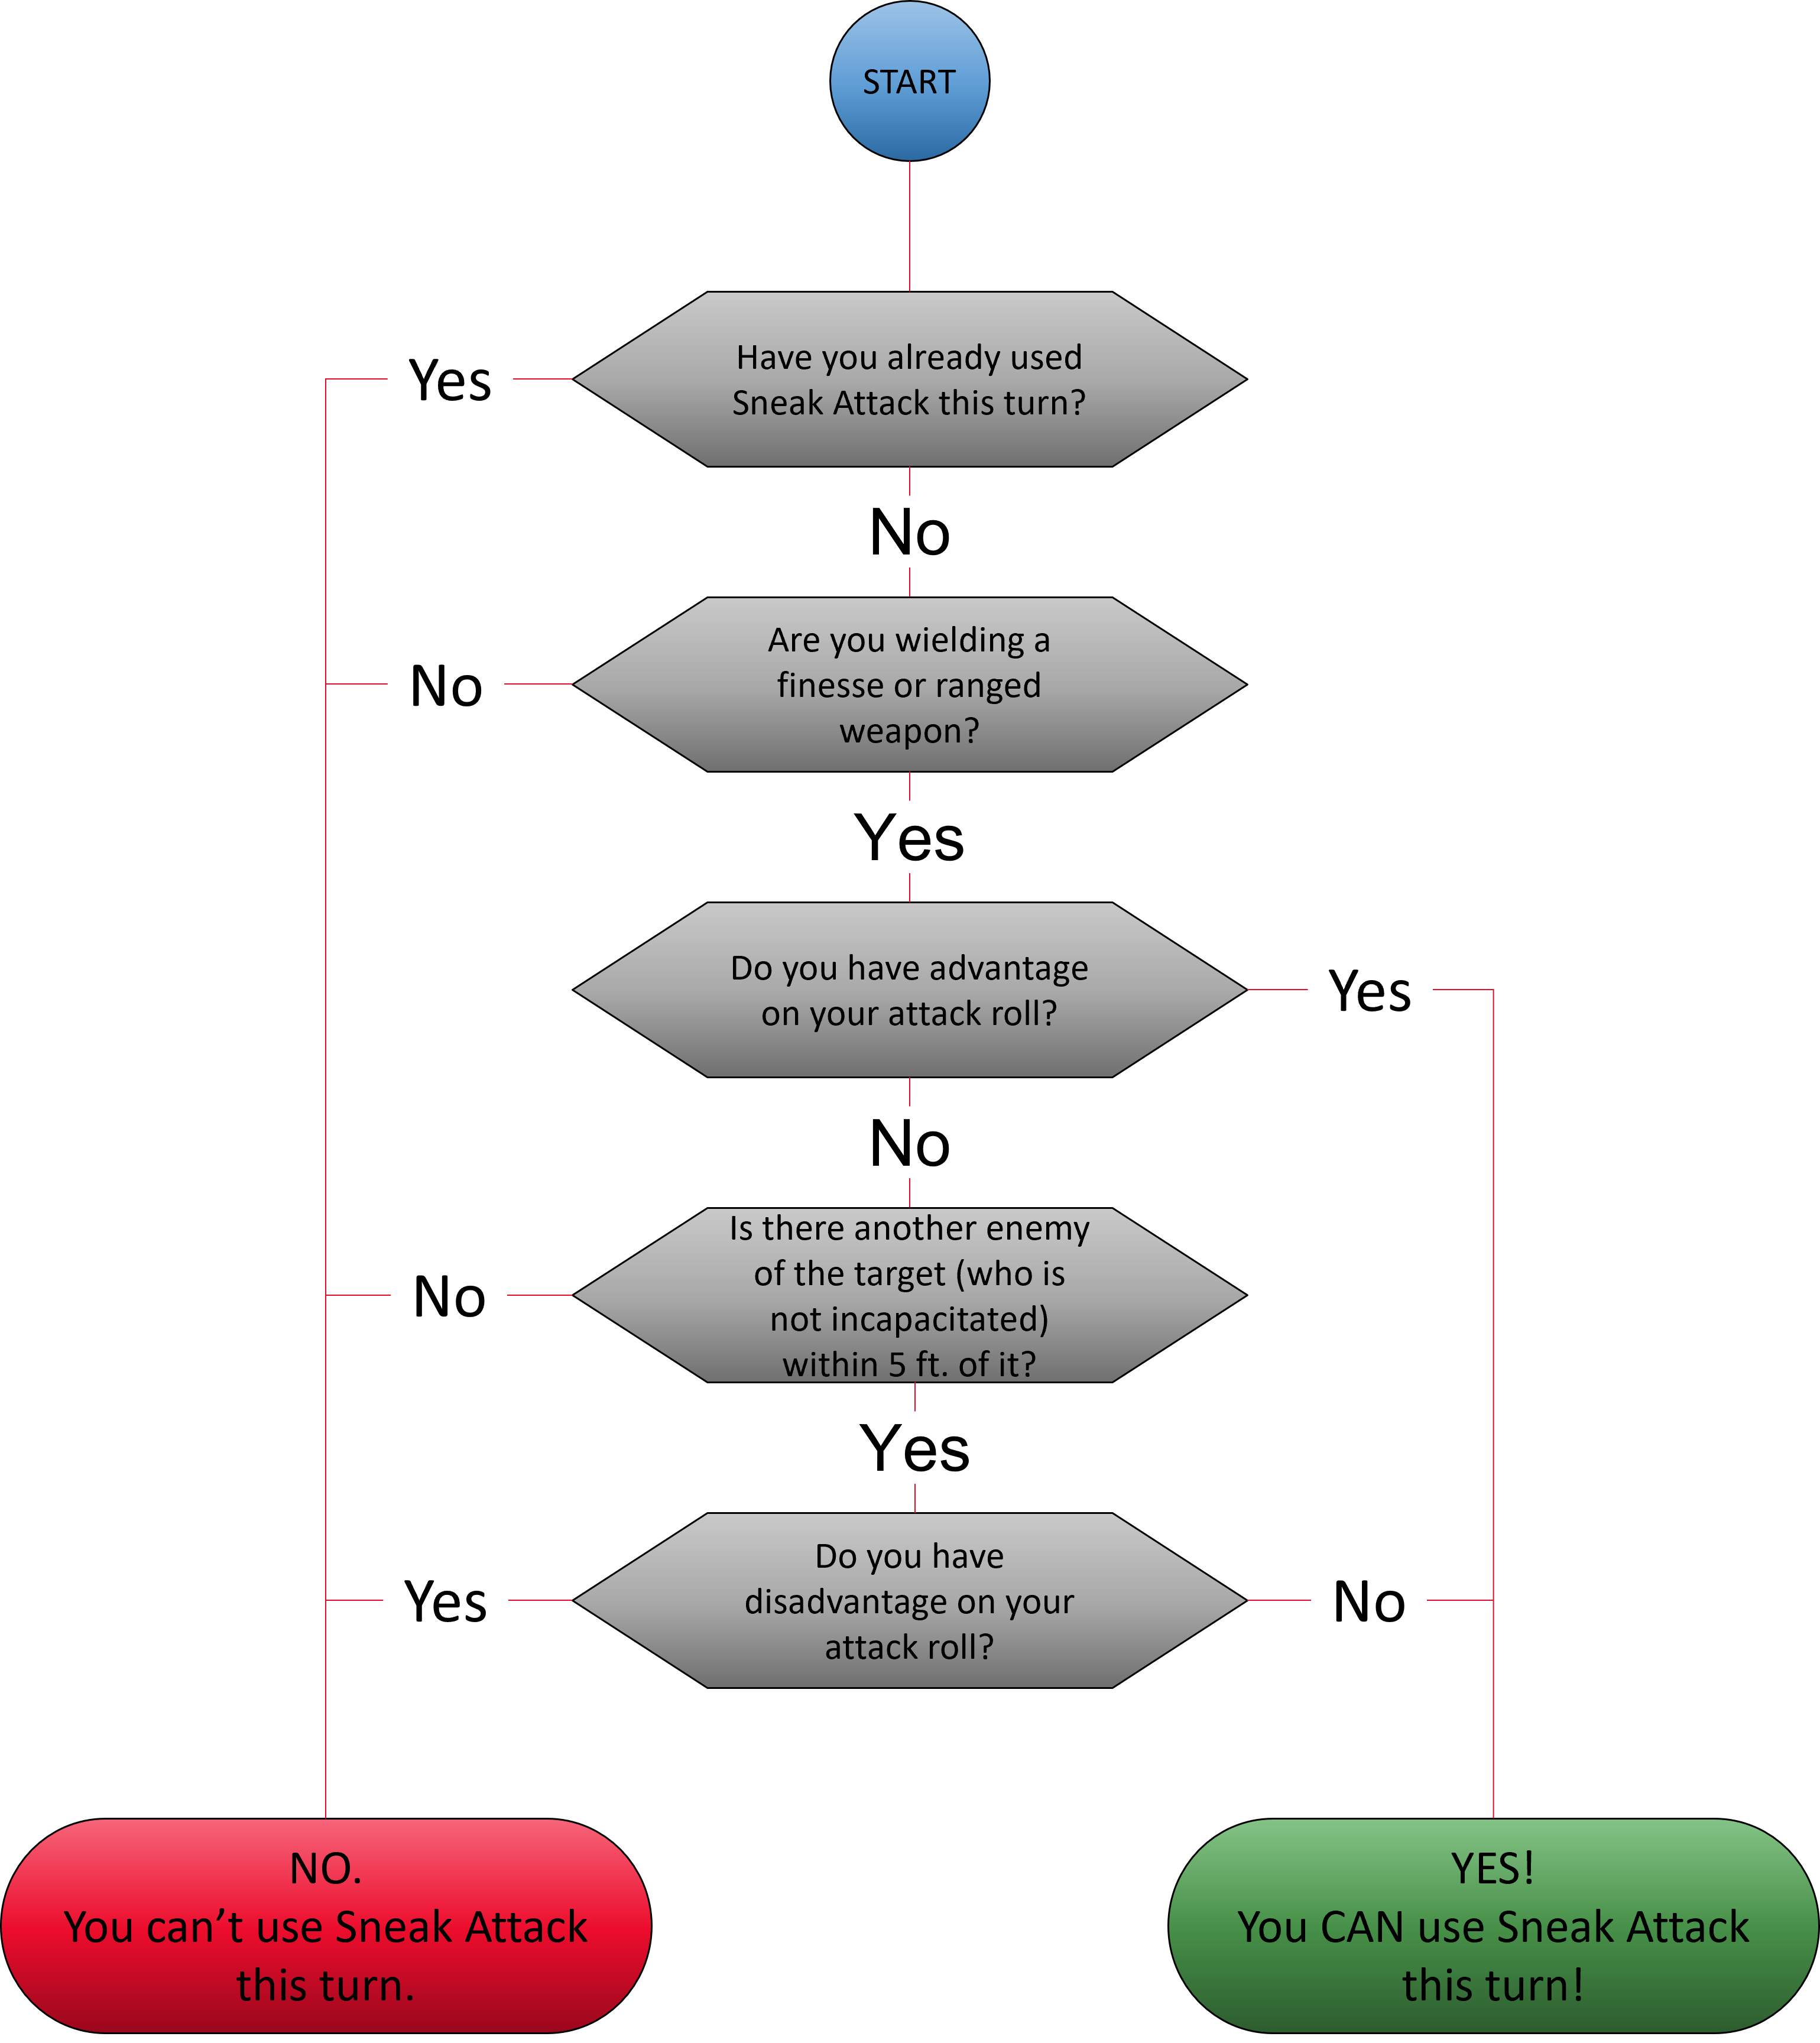 START
Have you already used
Sneak Attack this turn?
Yes
No
Are you wielding a
finesse or ranged
weapon?
No
Yes
Do you have advantage
on your attack roll?
Yes
No
Is there another enemy
of the target (who is
not incapacitated)
within 5 ft. of it?
No
Yes
Do you have
disadvantage on your
attack roll?
Yes
No
NO.
You can’t use Sneak Attack
this turn.
YES!
You CAN use Sneak Attack
this turn!